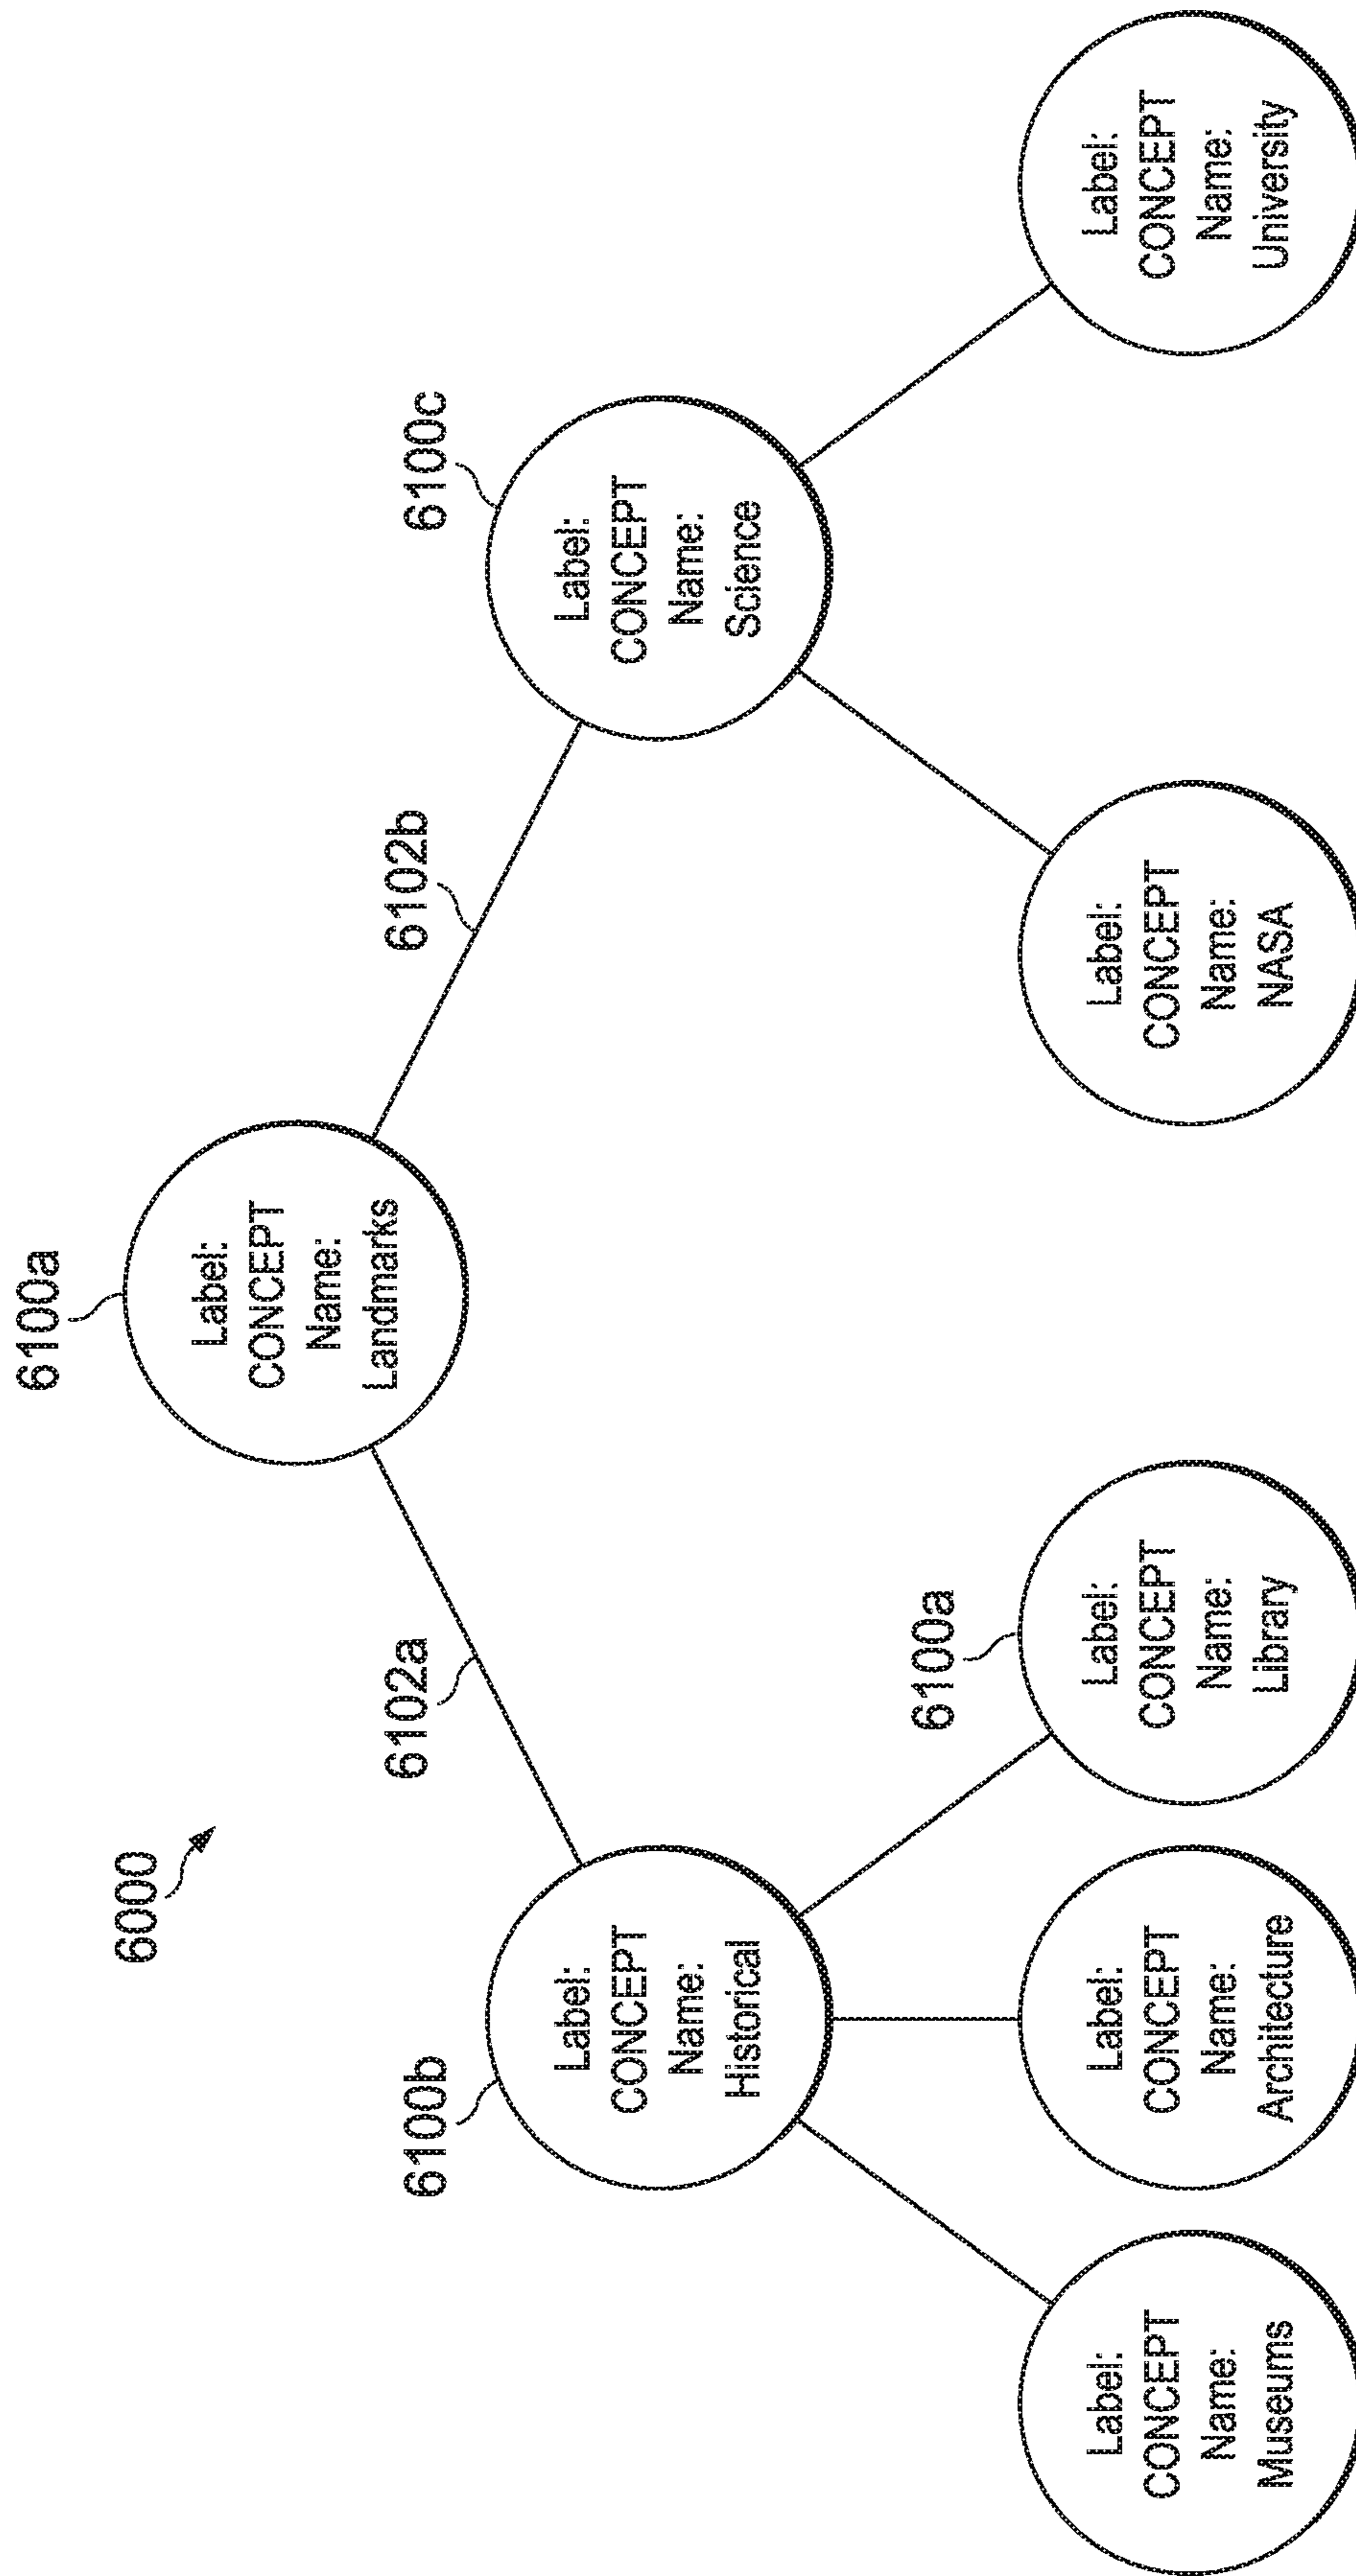 6000
6100a
Label:
CONCEPT
Name:
Landmarks
6102a
6102b
6100b
Label:
CONCEPT
Name:
Historical
6100c
Label:
CONCEPT
Name:
Science
Label:
CONCEPT
Name:
Museums
Label:
CONCEPT
Name:
Architecture
6100a
Label:
CONCEPT
Name:
Library
Label:
CONCEPT
Name:
NASA
Label:
CONCEPT
Name:
University